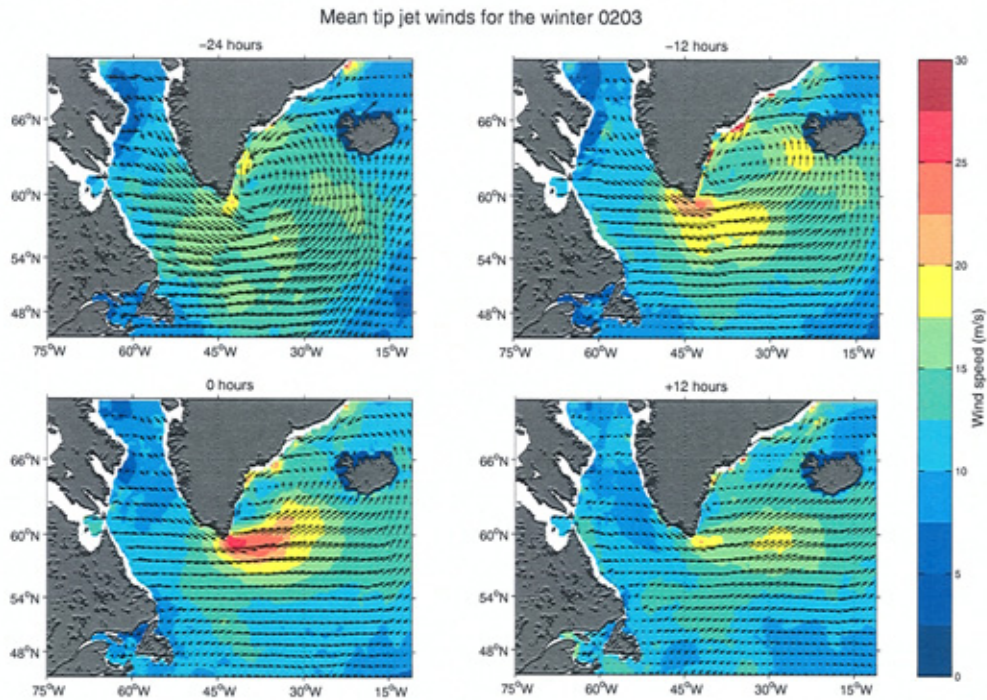 Mean tip jet winds for the winter 0203
−24 hours
−12 hours
66°N
60°N
54°N
48°N
75°W
60°W
45°W
30°W
15°W
66°N
60°N
54°N
48°N
75°W
60°W
45°W
30°W
15°W
0 hours
+12 hours
66°N
60°N
54°N
48°N
75°W
60°W
45°W
30°W
15°W
66°N
60°N
54°N
48°N
75°W
60°W
45°W
30°W
15°W
30
25
20
15
10
5
0
Wind speed (m/s)